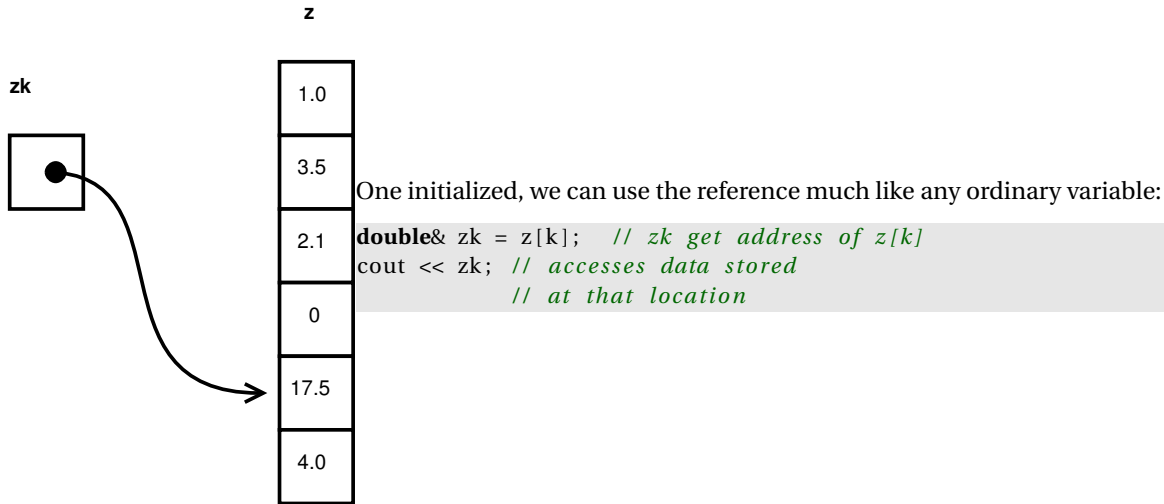 z
zk
1.0
3.5
2.1
0
17.5
4.0
One initialized, we can use the reference much like any ordinary variable:
double& zk = z[k];   // zk get address of z[k]
cout << zk; // accesses data stored
            // at that location